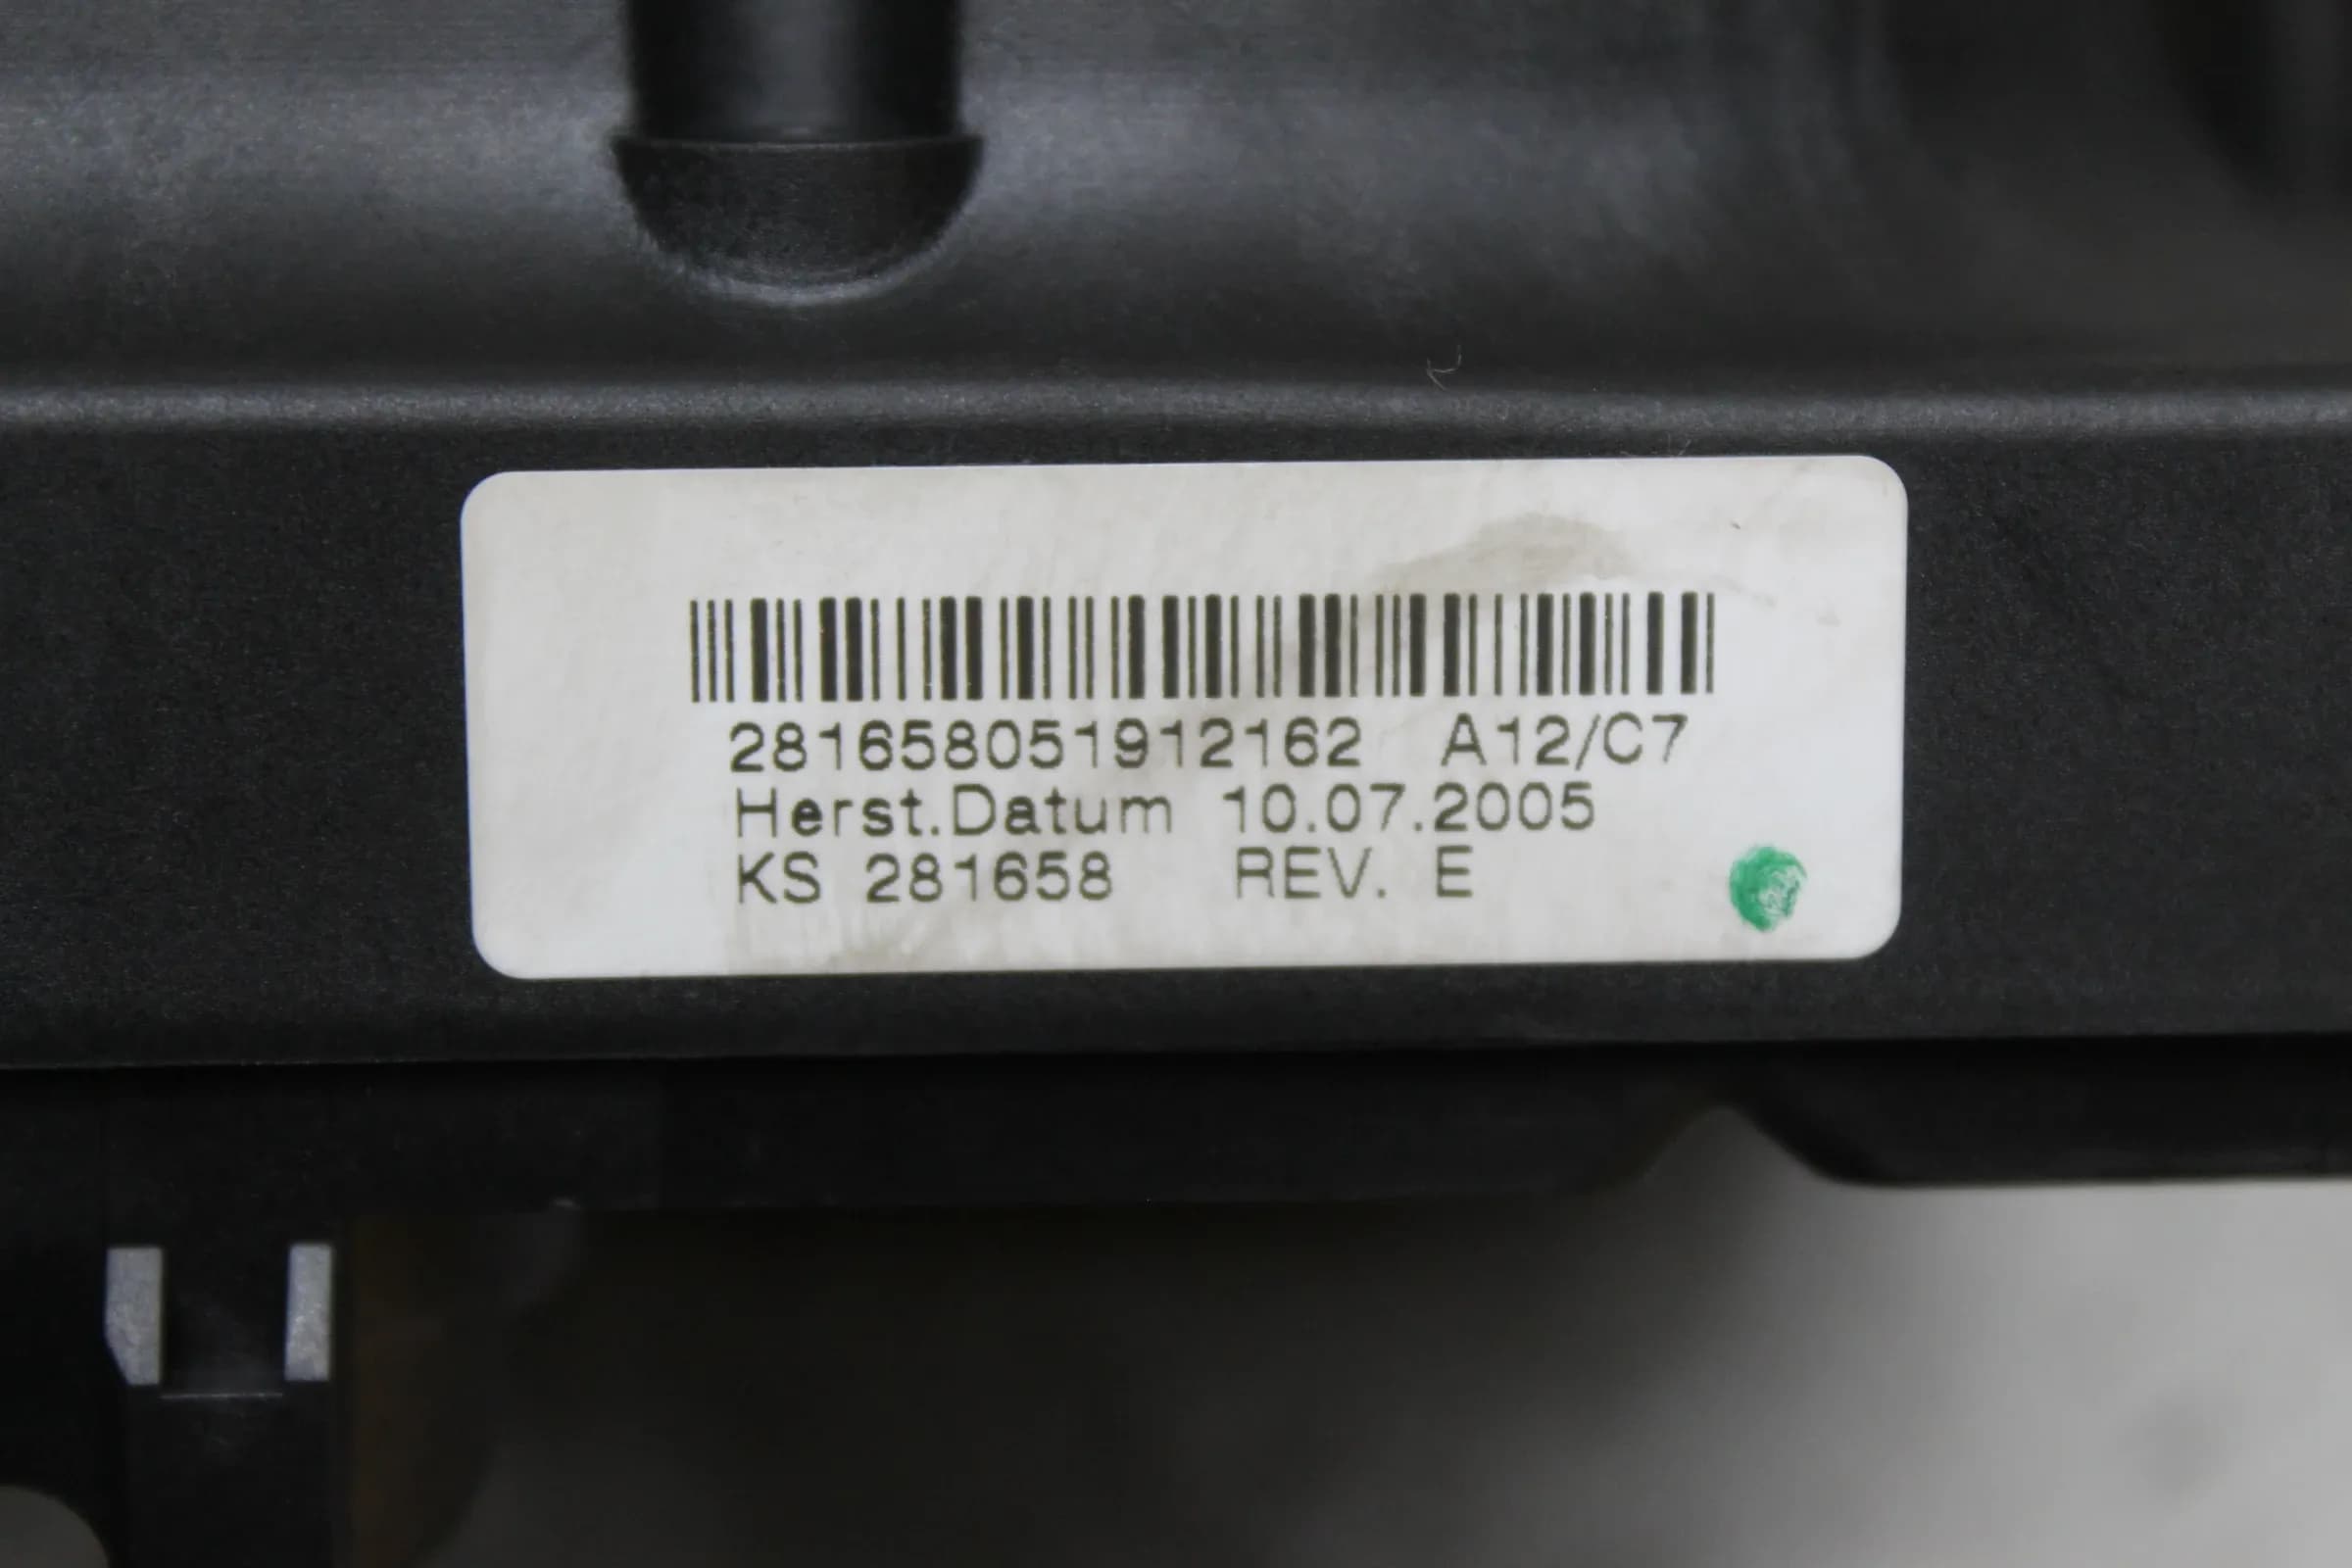 281658051912162 A12/C7
Herst.Datum 10.07.2005
KS 281658 REV. E